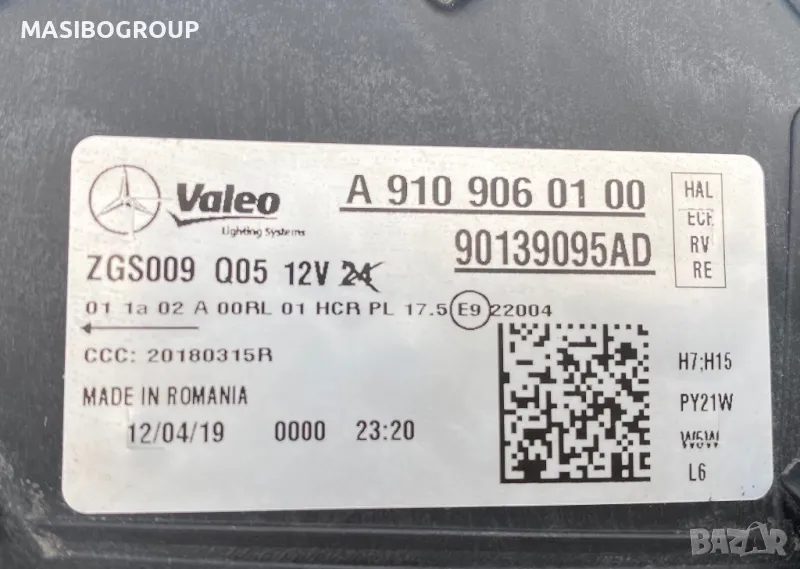 MASIBOGROUP
Valeo
Lighting Systems
A 910 906 01 00
90139095AD
HAL
ECE
RV
RE
ZGS009 Q05 12V 24
01 1a 02 A 00RL 01 HCR PL 17.5 E9 22004
CCC: 20180315R
MADE IN ROMANIA
12/04/19 0000 23:20
H7;H15
PY21W
W5W
L6
BAZAR